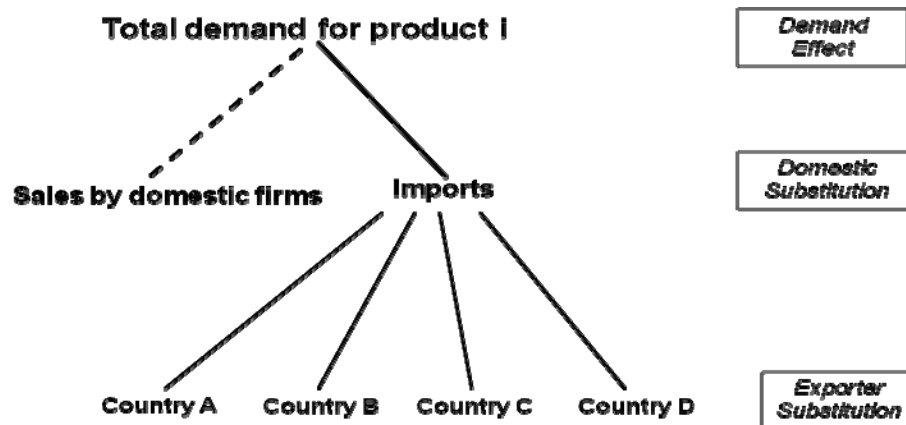 Total demand for product i
Demand
Effect
Sales by domestic firms
Imports
Domestic
Substitution
Country A
Country B
Country C
Country D
Exporter
Substitution